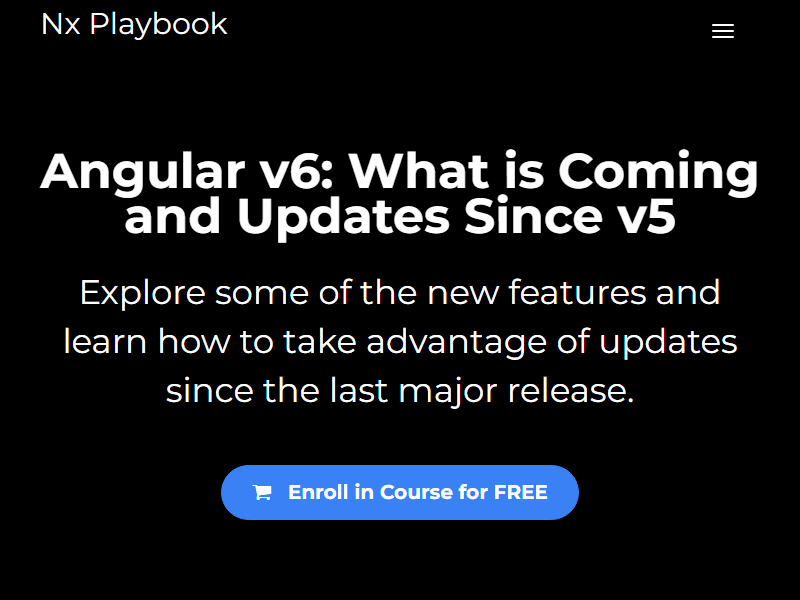 Nx Playbook
Angular v6: What is Coming
and Updates Since v5
Explore some of the new features and
learn how to take advantage of updates
since the last major release.
Enroll in Course for FREE